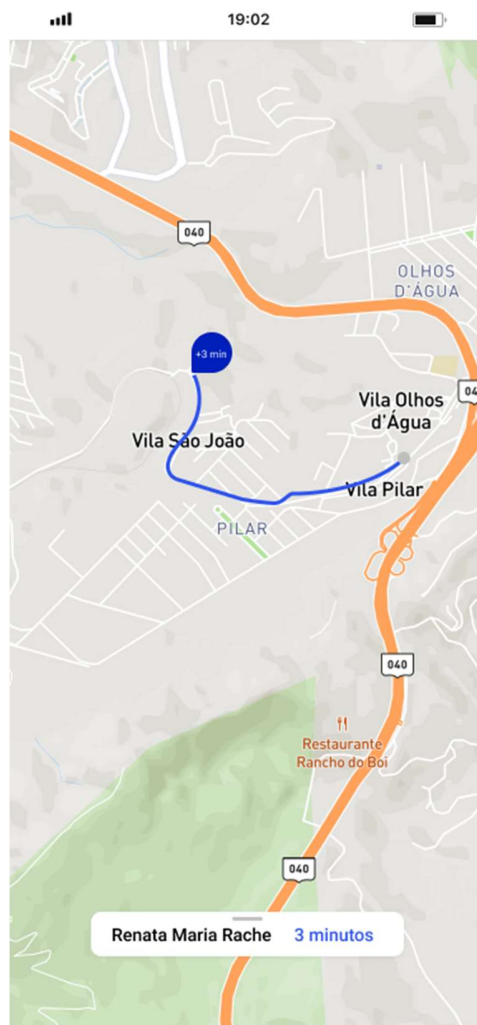 19:02
040
OLHOS
D'ÁGUA
+3 min
04
Vila Olhos
d'Água
Vila São João
Vila Pilar
PILAR
040
Restaurante
Rancho do Boi
040
Renata Maria Rache 3 minutos